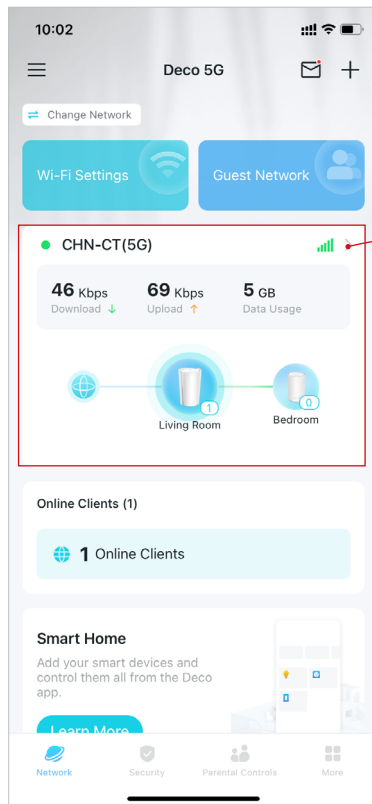 10:02
Deco 5G
Change Network
Wi-Fi Settings
Guest Network
CHN-CT(5G)
46 Kbps
69 Kbps
5 GB
Download ↓
Upload ↑
Data Usage
1
0
Living Room
Bedroom
Online Clients (1)
1 Online Clients
Smart Home
Add your smart devices and
control them all from the Deco
app.
Learn More
Network
Security
Parental Controls
More